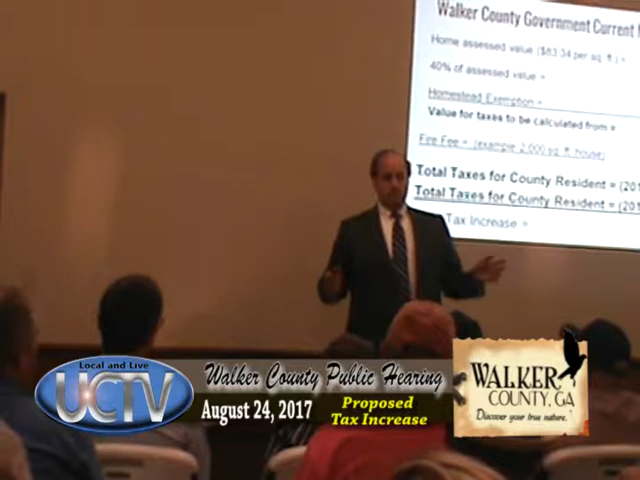 Walker County Government Current
Home assessed value ($83.34 per sq. ft.) =
40% of assessed value =
Homestead Exemption =
Value for taxes to be calculated from =
Fire Fee = (example 2,000 sq. ft. house)
Total Taxes for County Resident = (201
Total Taxes for County Resident = (201
Tax Increase =
Local and Live
UCTV
Walker County Public Hearing
August 24, 2017
Proposed
Tax Increase
WALKER
COUNTY, GA
Discover your true nature.